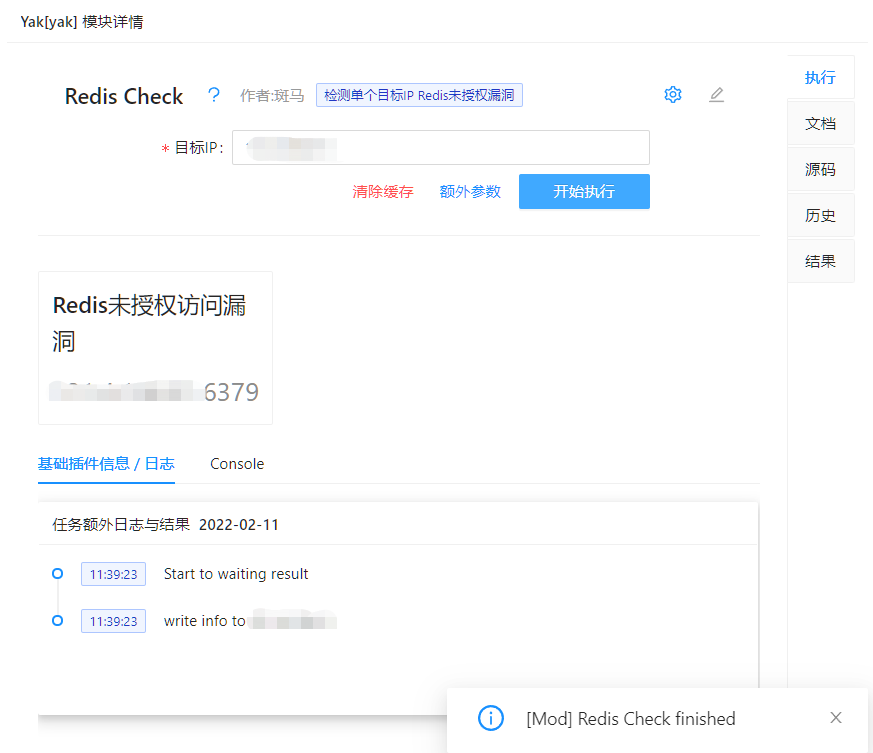 Yak[yak] 模块详情
Redis Check ? 作者:斑马 检测单个目标IP Redis未授权漏洞
* 目标IP:
清除缓存 额外参数 开始执行
执行
文档
源码
历史
结果
Redis未授权访问漏
洞
6379
基础插件信息 / 日志 Console
任务额外日志与结果 2022-02-11
11:39:23 Start to waiting result
11:39:23 write info to
[Mod] Redis Check finished